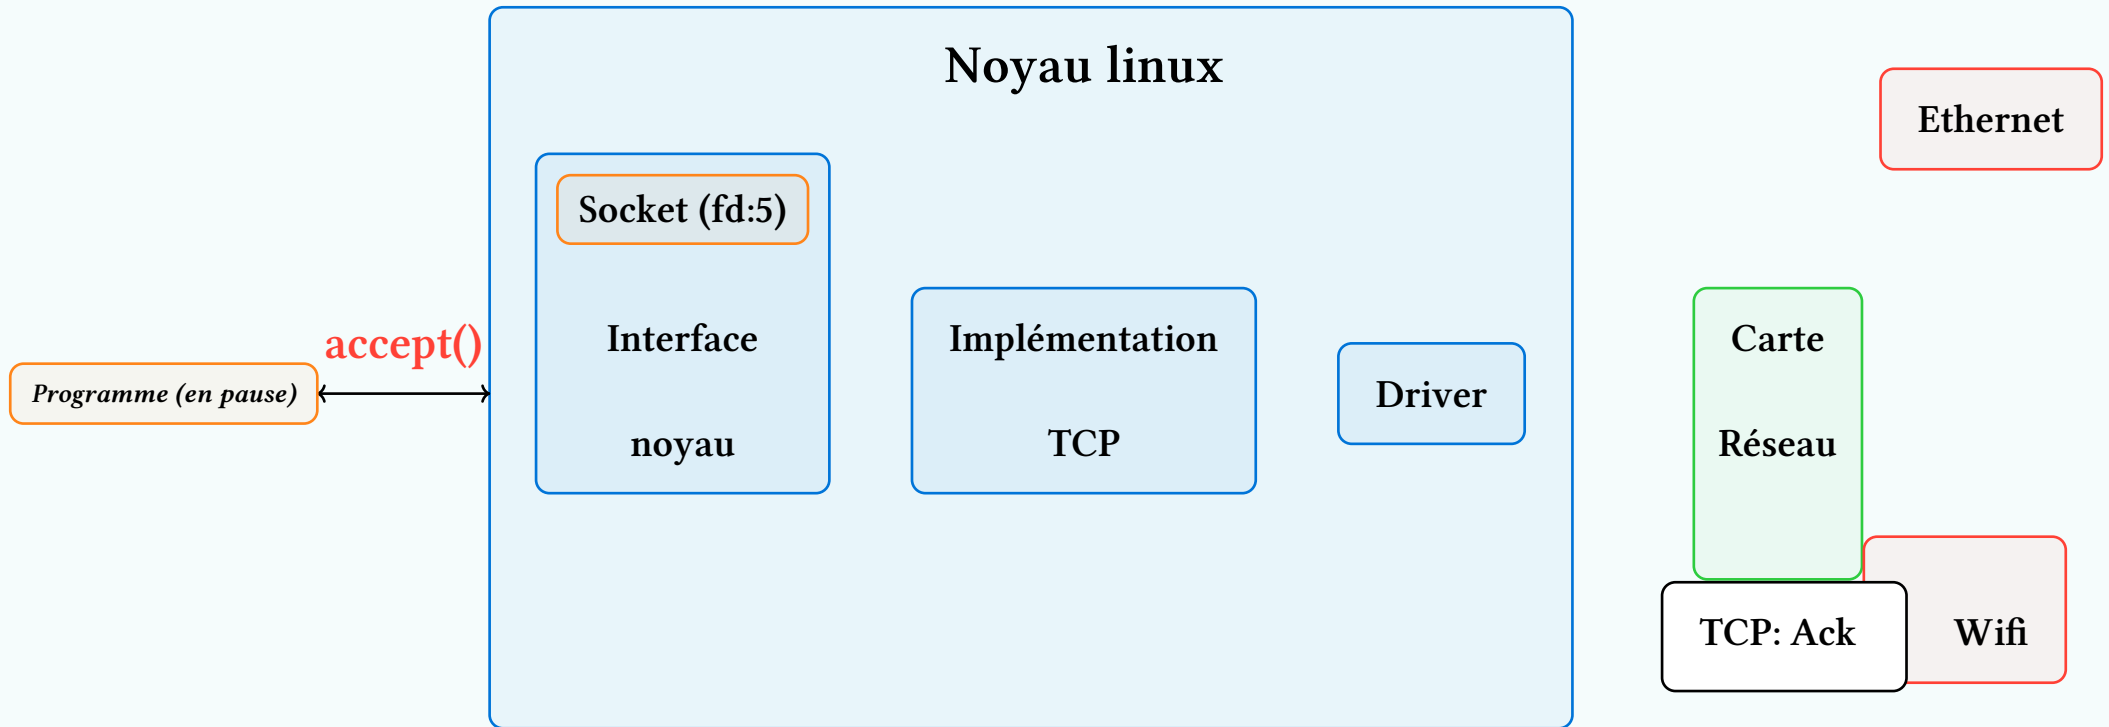 Noyau linux
Ethernet
Socket (fd:5)
accept()
Programme (en pause)
Interface
noyau
Implémentation
TCP
Driver
Carte
Réseau
TCP: Ack
Wifi